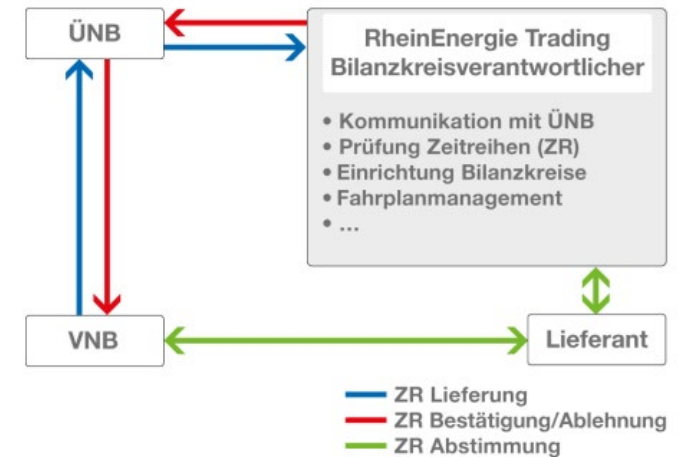 ÜNB
RheinEnergie Trading
Bilanzkreisverantwortlicher
• Kommunikation mit ÜNB
• Prüfung Zeitreihen (ZR)
• Einrichtung Bilanzkreise
• Fahrplanmanagement
• ...
VNB
Lieferant
ZR Lieferung
ZR Bestätigung/Ablehnung
ZR Abstimmung